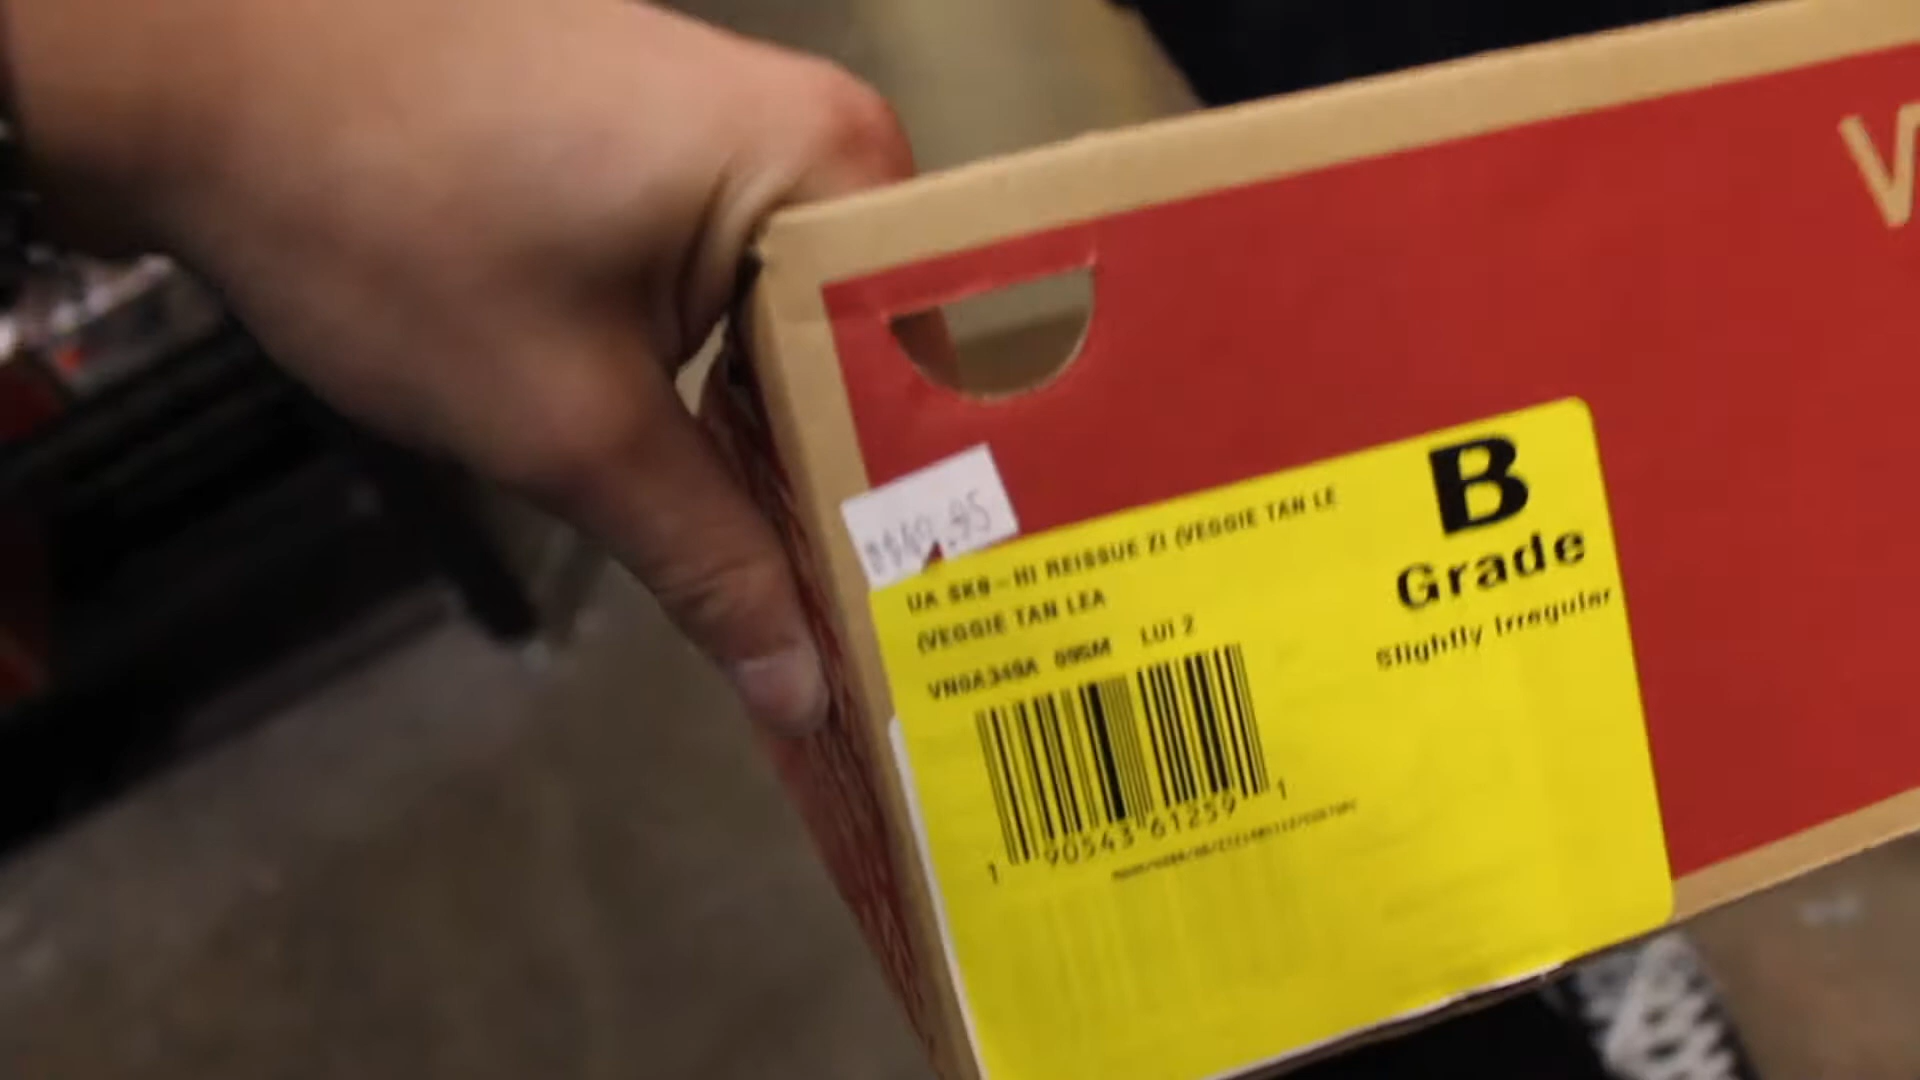 V
UA SK8-HI REISSUE ZI (VEGGIE TAN LE
(VEGGIE TAN LEA
VN0A349A 095M LUI 2
B
Grade
Slightly Irregular
1 90543 61259 1